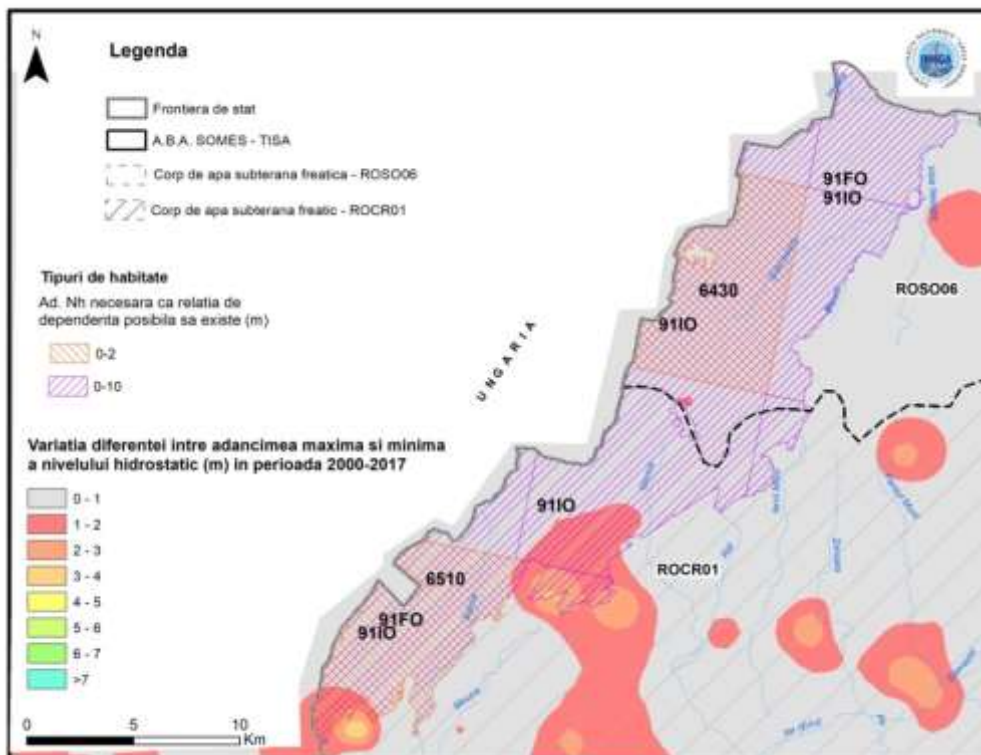 N
Legenda
Frontiera de stat
A.B.A. SOMES - TISA
Corp de apa subterana freatica - ROSO06
Corp de apa subterana freatic - ROCR01
Tipuri de habitate
Ad. Nh necesara ca relatia de
dependenta posibila sa existe (m)
0-2
0-10
Variatia diferentei intre adancimea maxima si minima
a nivelului hidrostatic (m) in perioada 2000-2017
0 - 1
1 - 2
2 - 3
3 - 4
4 - 5
5 - 6
6 - 7
>7
0 5 10
Km
UNGARIA
91FO
91IO
6430
91IO
ROSO06
91IO
ROCR01
6510
91FO
91IO